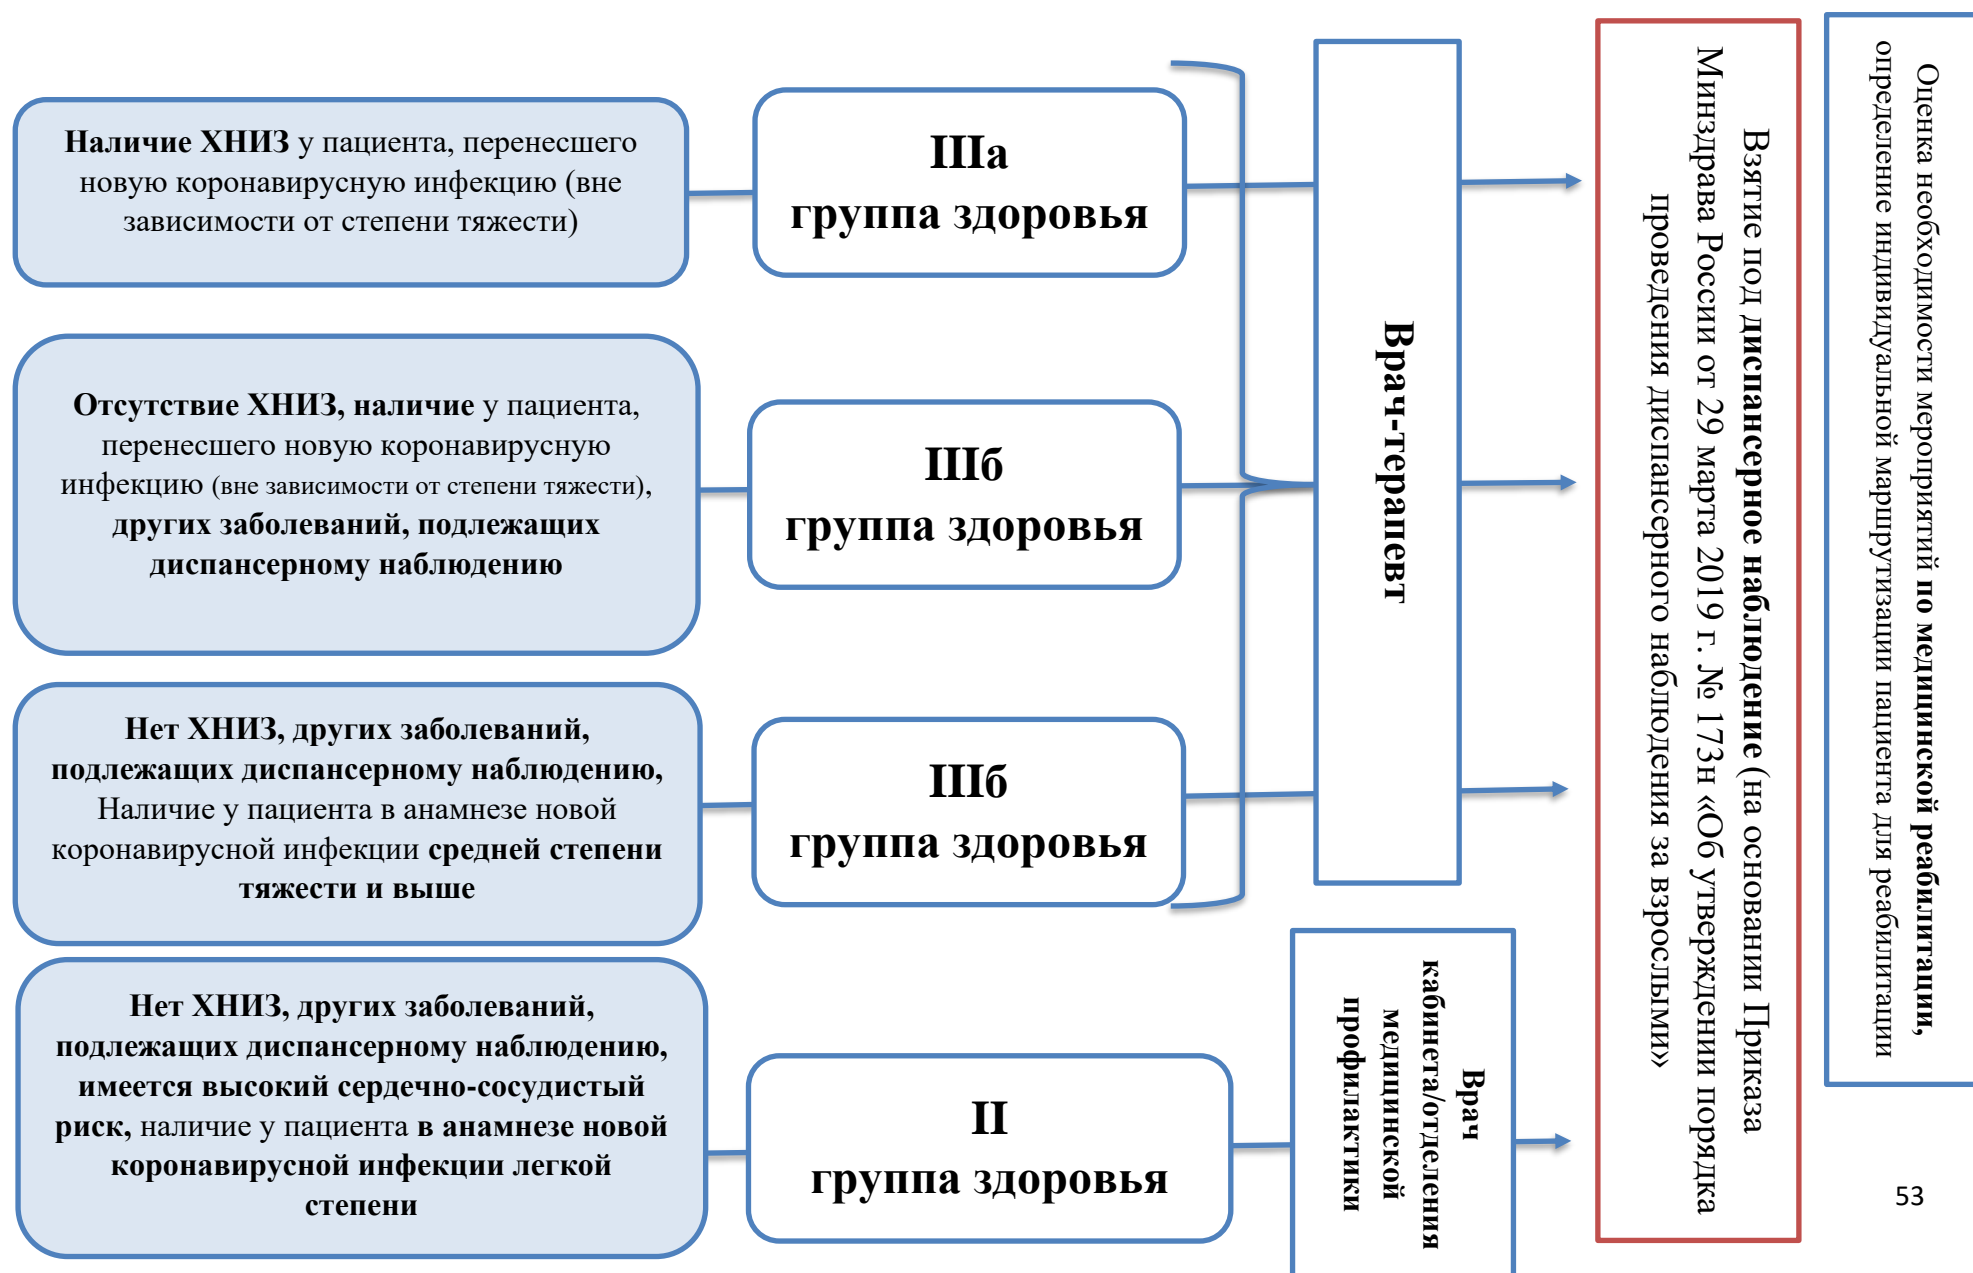 Наличие ХНИЗ у пациента, перенесшего
новую коронавирусную инфекцию (вне
зависимости от степени тяжести)
IIIа
группа здоровья
Отсутствие ХНИЗ, наличие у пациента,
перенесшего новую коронавирусную
инфекцию (вне зависимости от степени тяжести),
других заболеваний, подлежащих
диспансерному наблюдению
IIIб
группа здоровья
Нет ХНИЗ, других заболеваний,
подлежащих диспансерному наблюдению,
Наличие у пациента в анамнезе новой
коронавирусной инфекции средней степени
тяжести и выше
IIIб
группа здоровья
Нет ХНИЗ, других заболеваний,
подлежащих диспансерному наблюдению,
имеется высокий сердечно-сосудистый
риск, наличие у пациента в анамнезе новой
коронавирусной инфекции легкой
степени
II
группа здоровья
Врач-терапевт
Врач
кабинета/отделения
медицинской
профилактики
Взятие под диспансерное наблюдение (на основании Приказа
Минздрава России от 29 марта 2019 г. № 173н «Об утверждении порядка
проведения диспансерного наблюдения за взрослыми»
Оценка необходимости мероприятий по медицинской реабилитации,
определение индивидуальной маршрутизации пациента для реабилитации
53